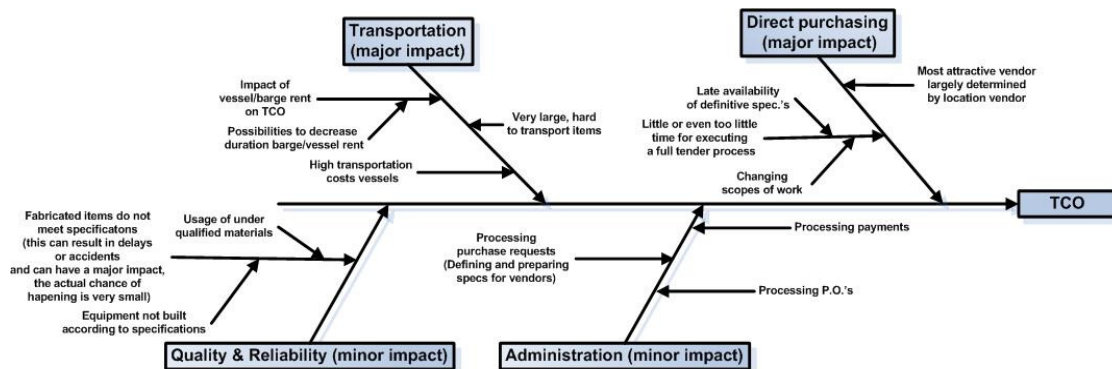 Transportation
(major impact)
Direct purchasing
(major impact)
Impact of
vessel/barge rent
on TCO
Possibilities to decrease
duration barge/vessel rent
Very large, hard
to transport items
High transportation
costs vessels
Most attractive vendor
largely determined
by location vendor
Late availability
of definitive spec.'s
Little or even too little
time for executing
a full tender process
Changing
scopes of work
TCO
Fabricated items do not
meet specificatons
(this can result in delays
or accidents
and can have a major impact,
the actual chance of
hapening is very small)
Usage of under
qualified materials
Equipment not built
according to specifications
Processing
purchase requests
(Defining and preparing
specs for vendors)
Processing payments
Processing P.O.'s
Quality & Reliability (minor impact)
Administration (minor impact)